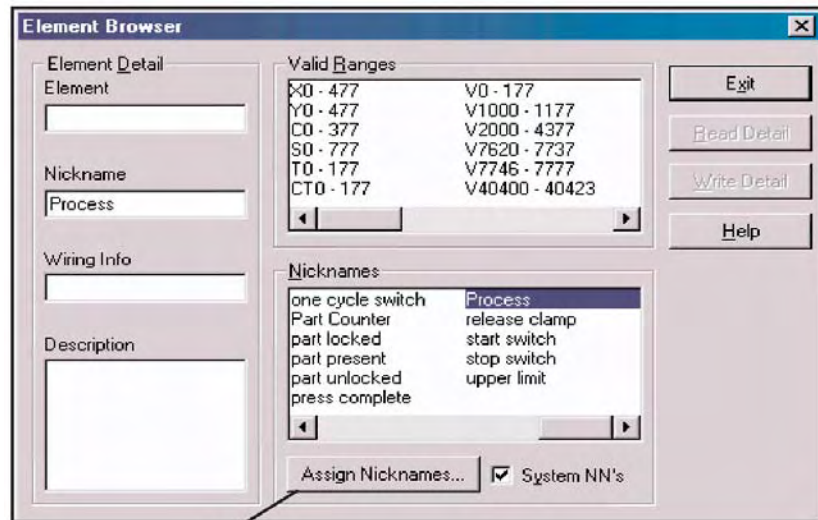 Element Browser
Element Detail
Element
Nickname
Process
Wiring Info
Description
Valid Ranges
X0 - 477 V0 - 177
Y0 - 477 V1000 - 1177
C0 - 377 V2000 - 4377
S0 - 777 V7620 - 7737
T0 - 177 V7746 - 7777
CT0 - 177 V40400 - 40423
Nicknames
one cycle switch Process
Part Counter release clamp
part locked start switch
part present stop switch
part unlocked upper limit
press complete
Assign Nicknames... System NN's
Exit
Read Detail
Write Detail
Help